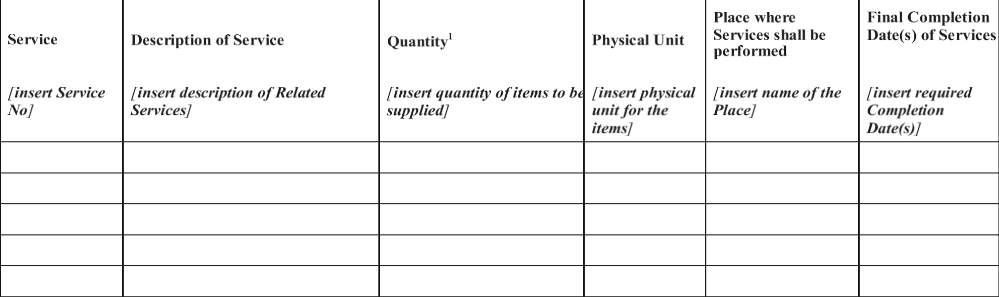 Service
Description of Service
Quantity¹
Physical Unit
Place where
Services shall be
performed
Final Completion
Date(s) of Services
[insert Service
No]
[insert description of Related
Services]
[insert quantity of items to be
supplied]
[insert physical
unit for the
items]
[insert name of the
Place]
[insert required
Completion
Date(s)]